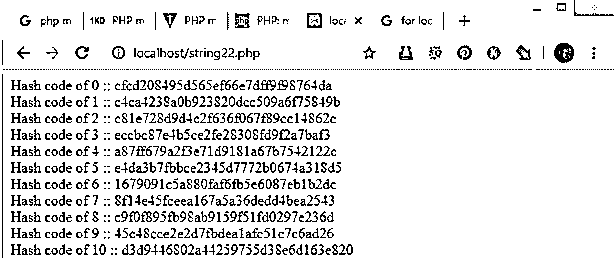 php m PHP m PHP m PHP: m loc for loc
localhost/string22.php
Hash code of 0 :: cfcd208495d565ef66e7dff9f98764da
Hash code of 1 :: c4ca4238a0b923820dcc509a6f75849b
Hash code of 2 :: c81e728d9d4c2f636f067f89cc14862c
Hash code of 3 :: eccbc87e4b5ce2fe28308fd9f2a7baf3
Hash code of 4 :: a87ff679a2f3e71d9181a67b7542122c
Hash code of 5 :: e4da3b7fbbce2345d7772b0674a318d5
Hash code of 6 :: 1679091c5a880faf6fb5e6087eb1b2dc
Hash code of 7 :: 8f14e45fceea167a5a36dedd4bea2543
Hash code of 8 :: c9f0f895fb98ab9159f51fd0297e236d
Hash code of 9 :: 45c48cce2e2d7fbdea1afc51c7c6ad26
Hash code of 10 :: d3d9446802a44259755d38e6d163e820